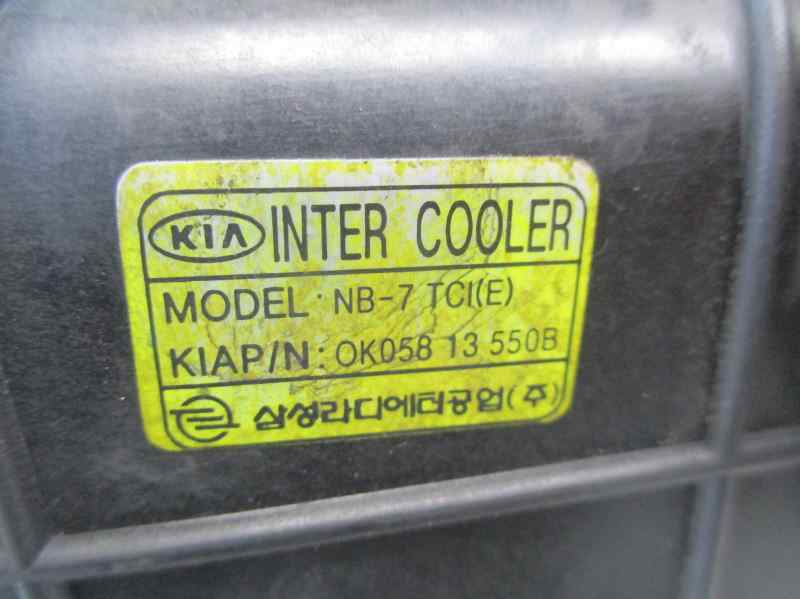 KIA INTER COOLER
MODEL: NB-7 TCI(E)
KIAP/N: OK058 13 550B
삼성라디에터공업(주)